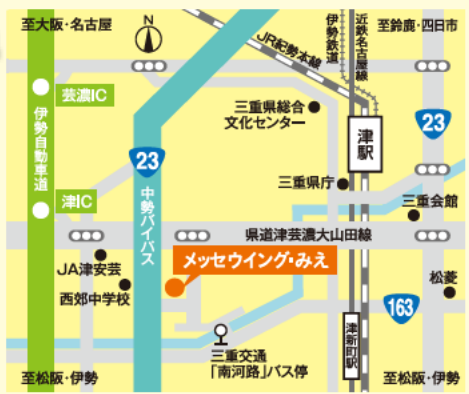 至大阪・名古屋
N
伊勢鉄道
近鉄名古屋線
至鈴鹿・四日市
JR紀勢本線
芸濃IC
三重県総合
文化センター
津駅
23
伊勢自動車道
23
中勢バイパス
三重県庁
三重会館
津IC
県道津芸濃大山田線
JA津安芸
メッセウイング・みえ
西郊中学校
松菱
163
津新町駅
三重交通
「南河路」バス停
至松阪・伊勢
至松阪・伊勢